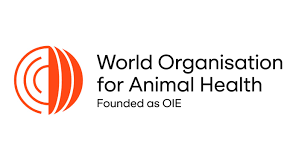 World Organisation
for Animal Health
Founded as OIE